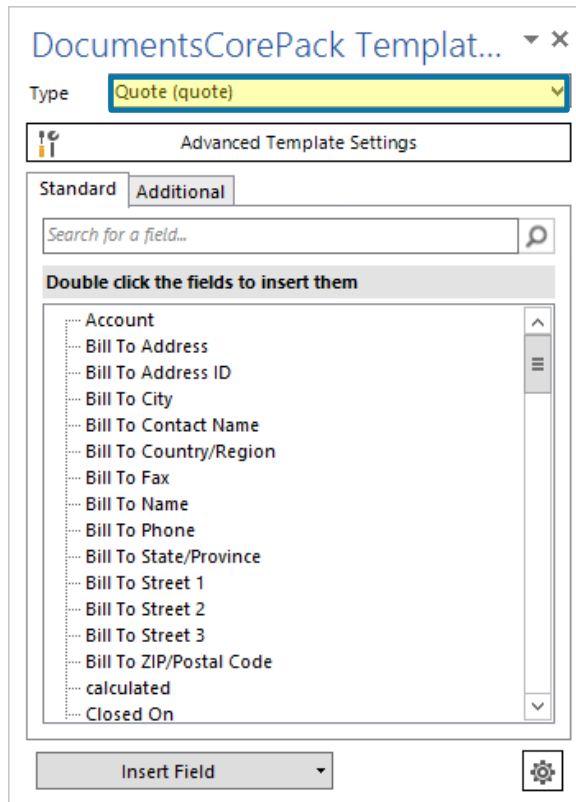 DocumentsCorePack Templat...
Type Quote (quote)
Advanced Template Settings
Standard Additional
Search for a field...
Double click the fields to insert them
Account
Bill To Address
Bill To Address ID
Bill To City
Bill To Contact Name
Bill To Country/Region
Bill To Fax
Bill To Name
Bill To Phone
Bill To State/Province
Bill To Street 1
Bill To Street 2
Bill To Street 3
Bill To ZIP/Postal Code
calculated
Closed On
Insert Field